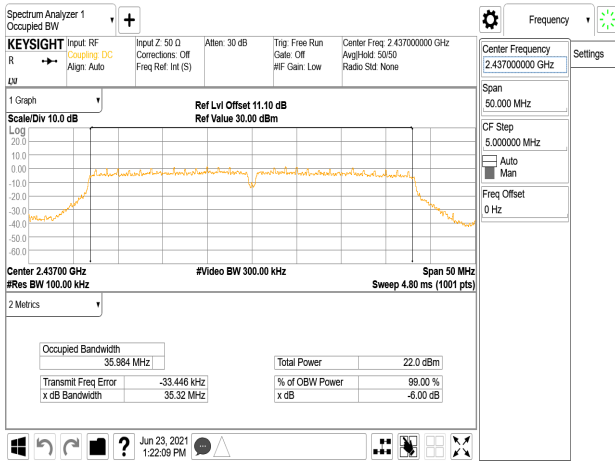 Spectrum Analyzer 1
Occupied BW
Frequency
KEYSIGHT
R
Input: RF
Coupling: DC
Align: Auto
Input Z: 50 Ω
Corrections: Off
Freq Ref: Int (S)
Atten: 30 dB
Trig: Free Run
Gate: Off
#IF Gain: Low
Center Freq: 2.437000000 GHz
Avg|Hold: 50/50
Radio Std: None
Center Frequency
2.437000000 GHz
Settings
Span
50.000 MHz
CF Step
5.000000 MHz
Auto
Man
Freq Offset
0 Hz
1 Graph
Ref Lvl Offset 11.10 dB
Scale/Div 10.0 dB
Ref Value 30.00 dBm
Log
20.0
10.0
0.00
-10.0
-20.0
-30.0
-40.0
-50.0
-60.0
Center 2.43700 GHz
#Video BW 300.00 kHz
Span 50 MHz
#Res BW 100.00 kHz
Sweep 4.80 ms (1001 pts)
2 Metrics
Occupied Bandwidth
35.984 MHz
Total Power 22.0 dBm
Transmit Freq Error -33.446 kHz
% of OBW Power 99.00 %
x dB Bandwidth 35.32 MHz
x dB -6.00 dB
?
Jun 23, 2021
1:22:09 PM